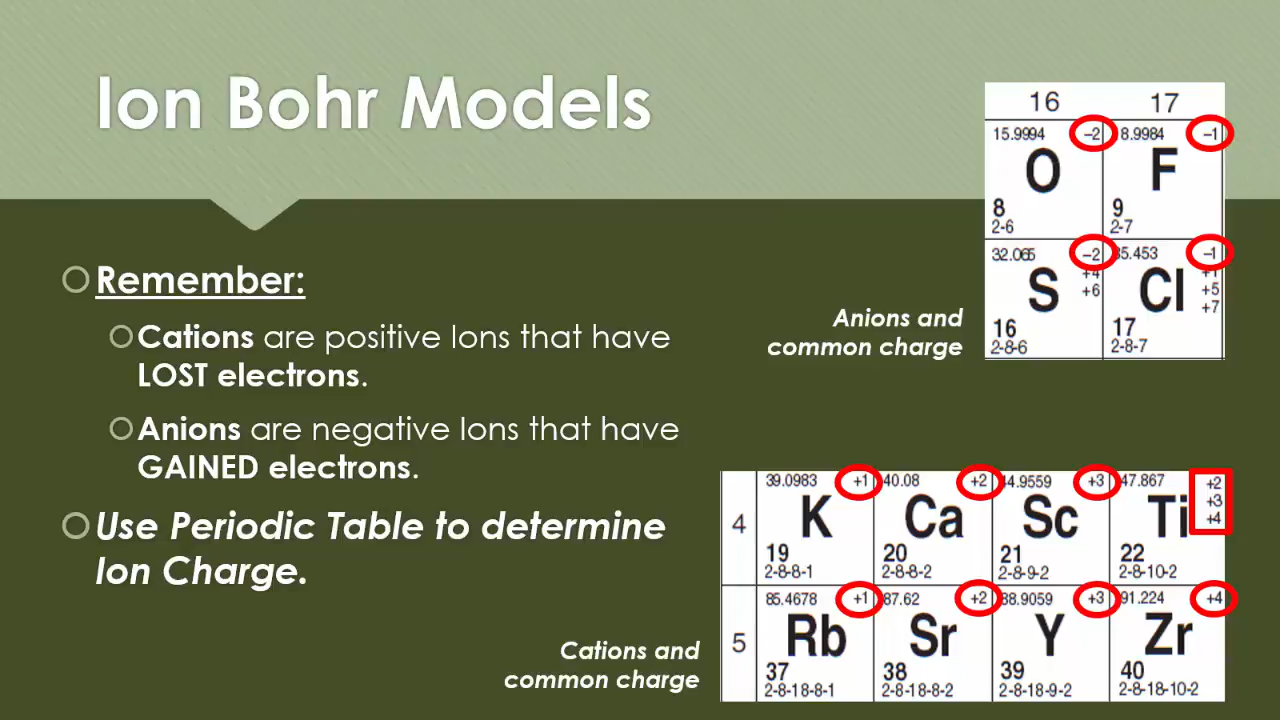 Ion Bohr Models
Remember:
Cations are positive Ions that have
LOST electrons.
Anions are negative Ions that have
GAINED electrons.
Use Periodic Table to determine
Ion Charge.
16 17
15.9994 –2 8.9984 –1
O F
8 9
2-6 2-7
32.065 –2 35.453 –1
+4 +1
S +6 Cl +5
+7
16 17
2-8-6 2-8-7
Anions and
common charge
39.0983 +1 40.08 +2 44.9559 +3 47.867 +2
+3
+4
4 K Ca Sc Ti
19 20 21 22
2-8-8-1 2-8-8-2 2-8-9-2 2-8-10-2
85.4678 +1 87.62 +2 88.9059 +3 91.224 +4
5 Rb Sr Y Zr
37 38 39 40
2-8-18-8-1 2-8-18-8-2 2-8-18-9-2 2-8-18-10-2
Cations and
common charge